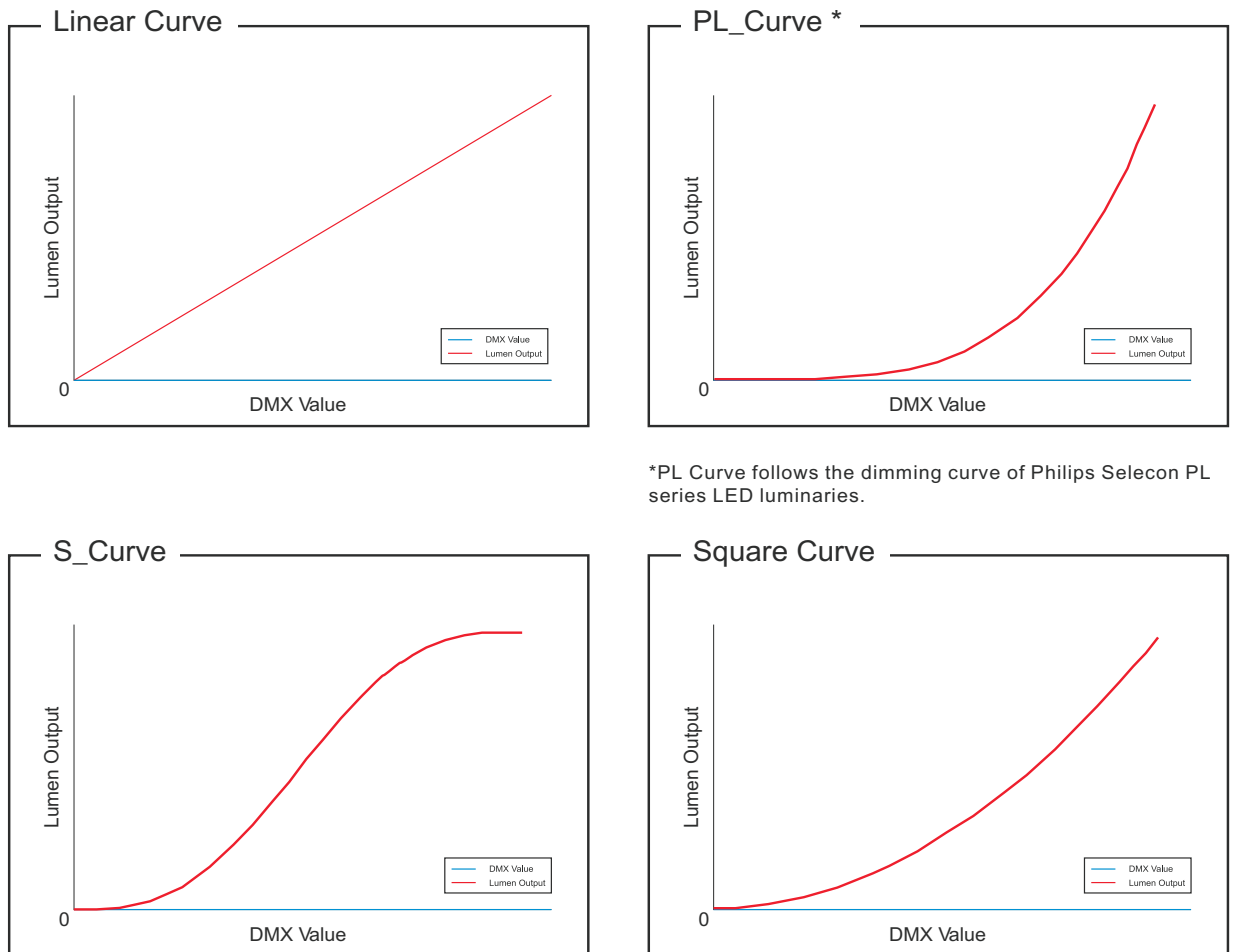 Linear Curve
Lumen Output
DMX Value
Lumen Output
0
DMX Value
PL_Curve *
Lumen Output
DMX Value
Lumen Output
0
DMX Value
*PL Curve follows the dimming curve of Philips Selecon PL
series LED luminaries.
S_Curve
Lumen Output
DMX Value
Lumen Output
0
DMX Value
Square Curve
Lumen Output
DMX Value
Lumen Output
0
DMX Value